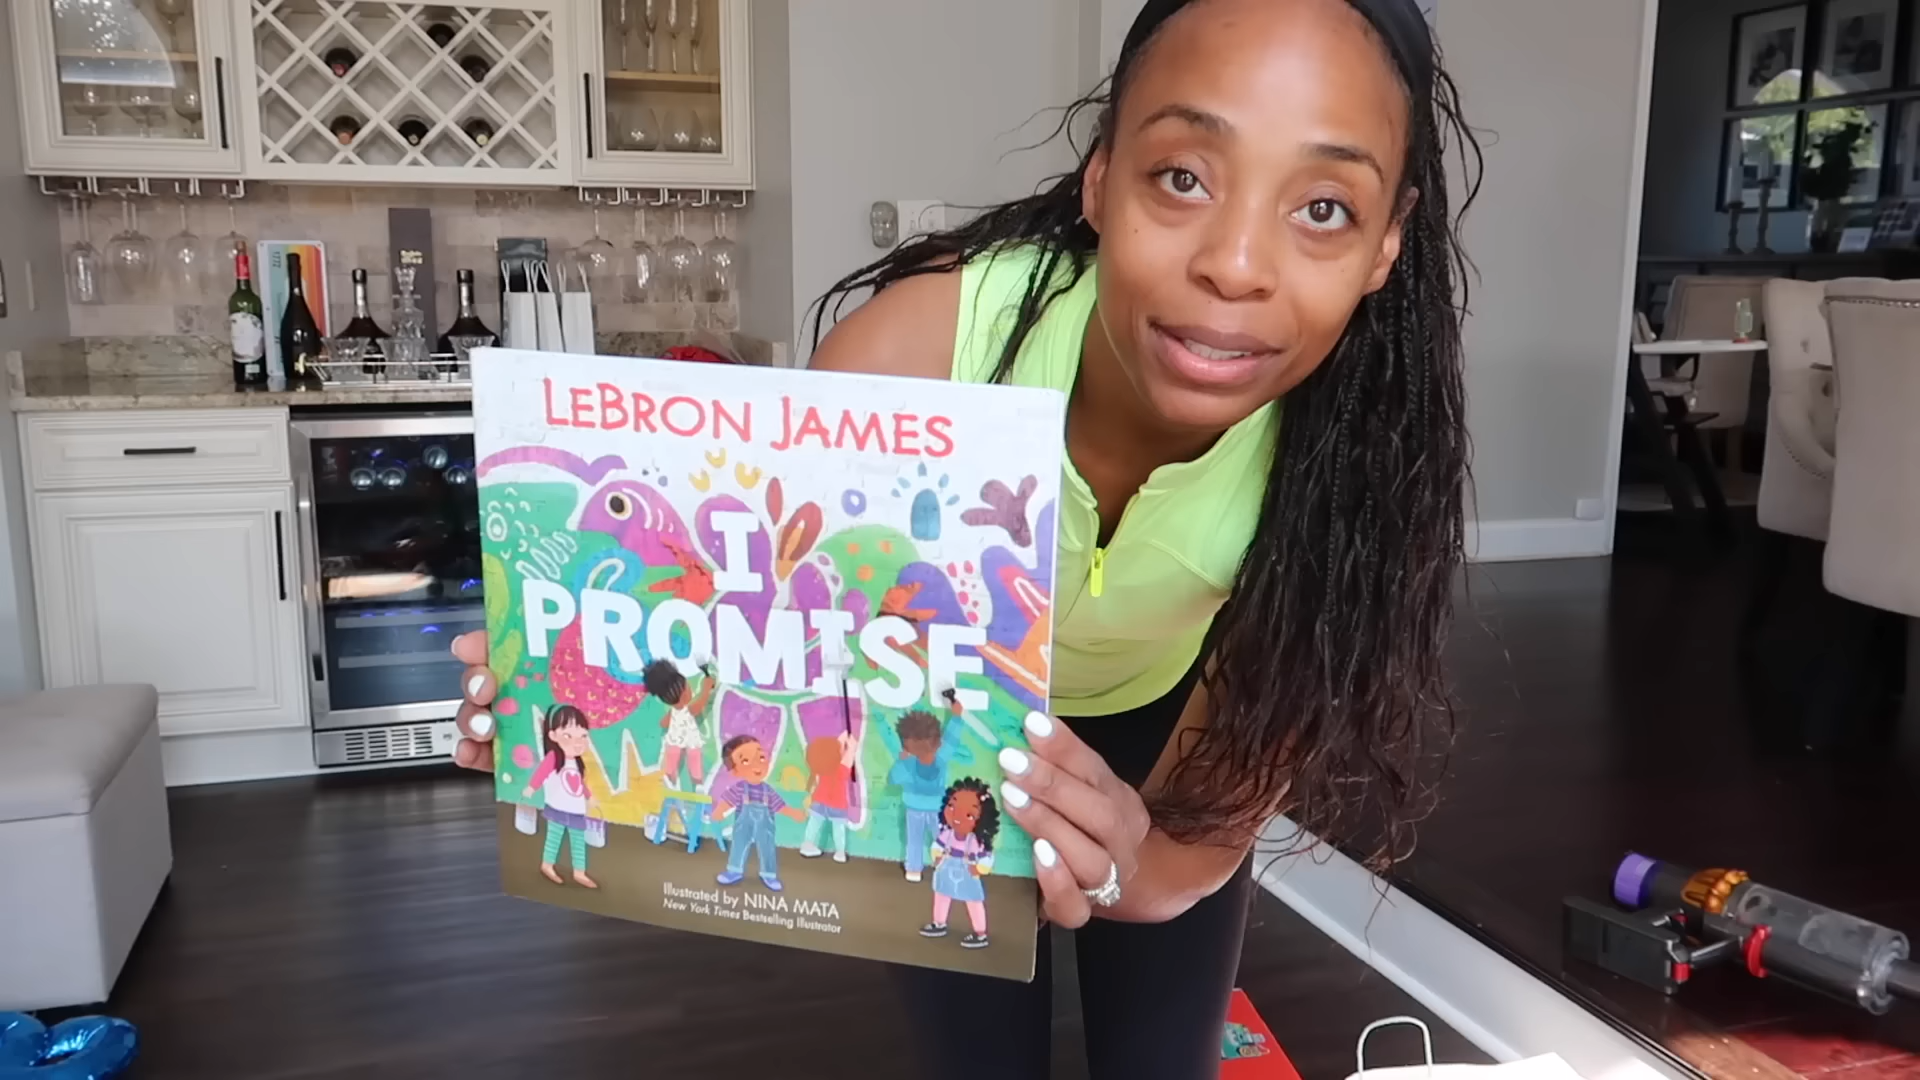 LEBRON JAMES
I
PROMISE
Illustrated by NINA MATA
New York Times Bestselling Illustrator